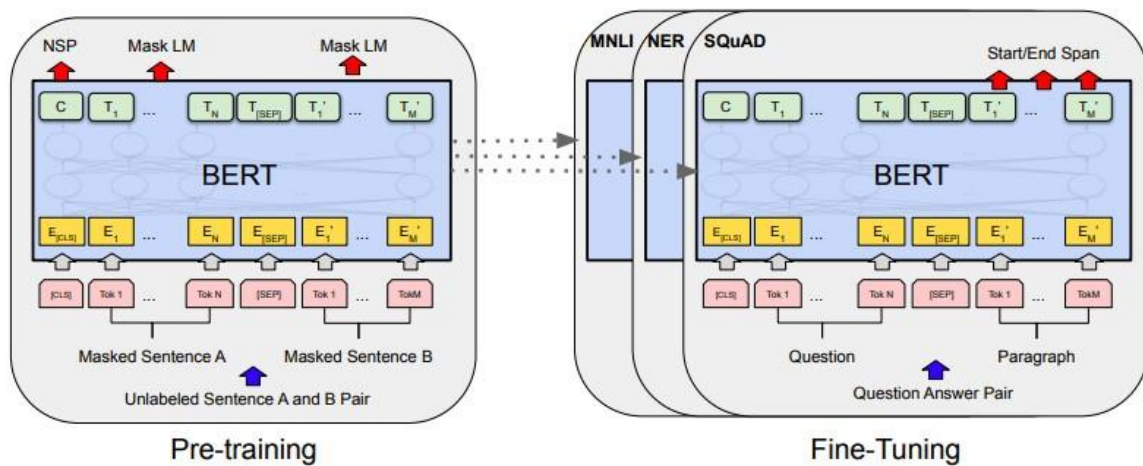 NSP Mask LM Mask LM
C T1 ... TN T[SEP] T1' ... TM'
BERT
E[CLS] E1 ... EN E[SEP] E1' ... EM'
[CLS] Tok 1 ... Tok N [SEP] Tok 1 ... TokM
Masked Sentence A Masked Sentence B
Unlabeled Sentence A and B Pair
Pre-training
MNLI NER SQuAD
Start/End Span
C T1 ... TN T[SEP] T1' ... TM'
BERT
E[CLS] E1 ... EN E[SEP] E1' ... EM'
[CLS] Tok 1 ... Tok N [SEP] Tok 1 ... TokM
Question Paragraph
Question Answer Pair
Fine-Tuning